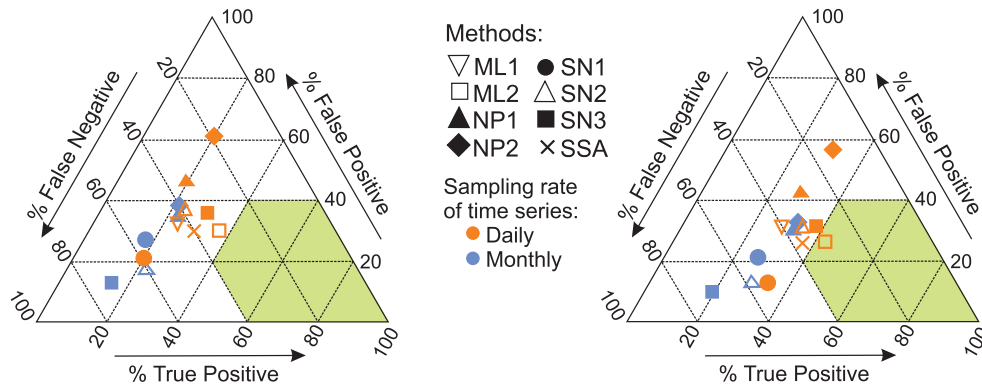 100
20
80
% False Negative
% False Positive
40
60
60
40
80
20
100
20
40
60
80
100
% True Positive
Methods:
ML1
SN1
ML2
SN2
NP1
SN3
NP2
SSA
Sampling rate
of time series:
Daily
Monthly
100
20
80
% False Negative
% False Positive
40
60
60
40
80
20
100
20
40
60
80
100
% True Positive